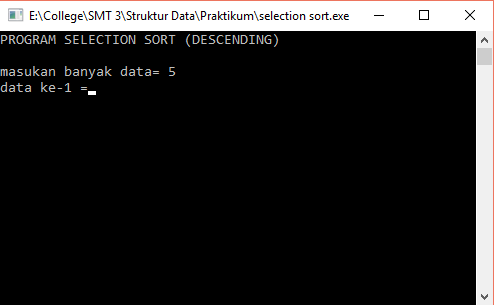 E:\College\SMT 3\Struktur Data\Praktikum\selection sort.exe
PROGRAM SELECTION SORT (DESCENDING)
masukan banyak data= 5
data ke-1 =